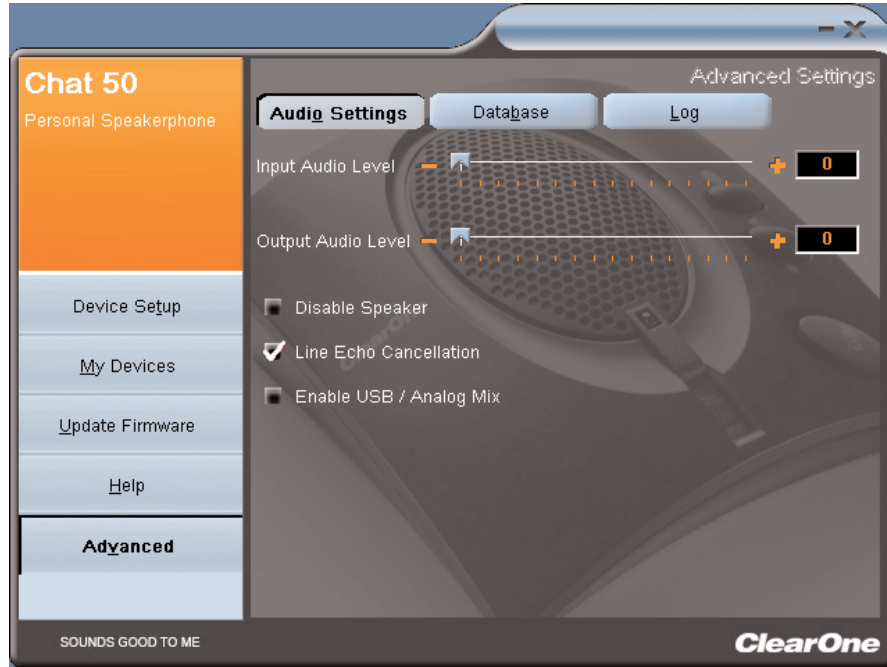 Chat 50
Personal Speakerphone
Advanced Settings
Audio Settings
Database
Log
Input Audio Level
0
Output Audio Level
0
Disable Speaker
Line Echo Cancellation
Enable USB / Analog Mix
Device Setup
My Devices
Update Firmware
Help
Advanced
SOUNDS GOOD TO ME
ClearOne